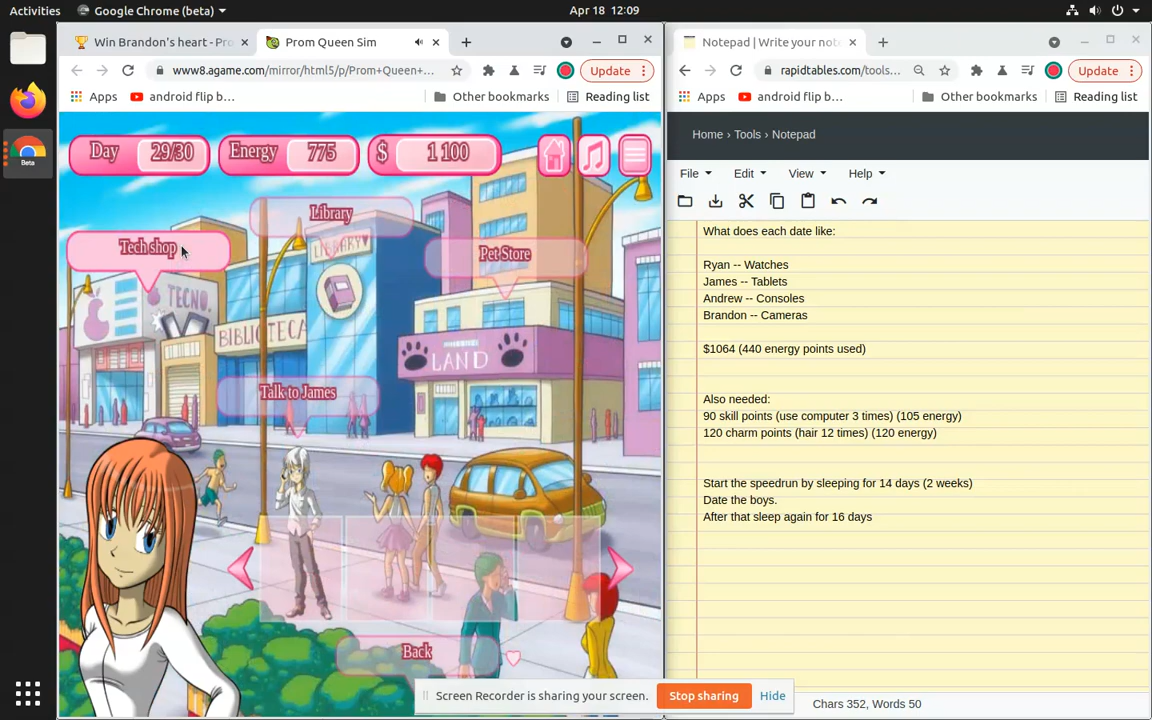 Activities
Google Chrome (beta)
Apr 18 12:09
Win Brandon's heart - Pro
Prom Queen Sim
www8.agame.com/mirror/html5/p/Prom+Queen+...
Update
Apps
android flip b...
Other bookmarks
Reading list
Day 29/30
Energy 775
$ 1 100
Library
Tech shop
Pet Store
LIBRARY
TECNO.
BIBLIOTECA
LAND
Talk to James
Back
Notepad | Write your note
rapidtables.com/tools...
Update
Apps
android flip b...
Other bookmarks
Reading list
Home › Tools › Notepad
File
Edit
View
Help
What does each date like:
Ryan -- Watches
James -- Tablets
Andrew -- Consoles
Brandon -- Cameras
$1064 (440 energy points used)
Also needed:
90 skill points (use computer 3 times) (105 energy)
120 charm points (hair 12 times) (120 energy)
Start the speedrun by sleeping for 14 days (2 weeks)
Date the boys.
After that sleep again for 16 days
Screen Recorder is sharing your screen.
Stop sharing
Hide
Chars 352, Words 50
Beta